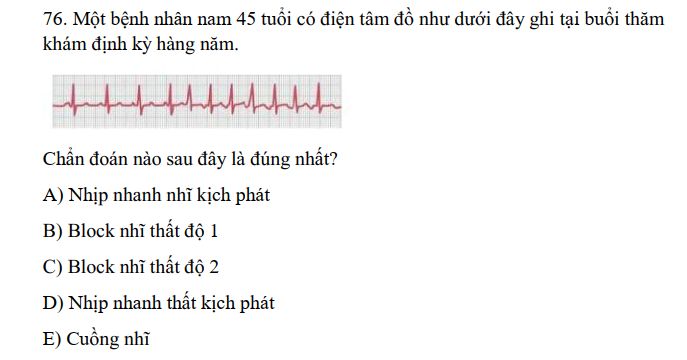 76. Một bệnh nhân nam 45 tuổi có điện tâm đồ như dưới đây ghi tại buổi thăm
khám định kỳ hàng năm.
Chẩn đoán nào sau đây là đúng nhất?
A) Nhịp nhanh nhĩ kịch phát
B) Block nhĩ thất độ 1
C) Block nhĩ thất độ 2
D) Nhịp nhanh thất kịch phát
E) Cuồng nhĩ